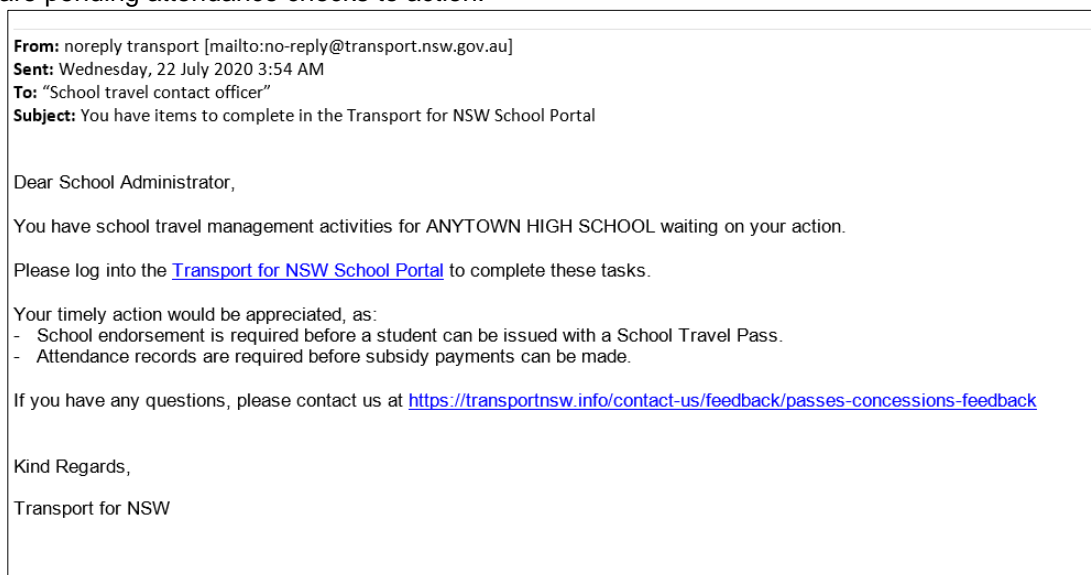 are pending attendance checks to action.
From: noreply transport [mailto:no-reply@transport.nsw.gov.au]
Sent: Wednesday, 22 July 2020 3:54 AM
To: “School travel contact officer”
Subject: You have items to complete in the Transport for NSW School Portal
Dear School Administrator,
You have school travel management activities for ANYTOWN HIGH SCHOOL waiting on your action.
Please log into the Transport for NSW School Portal to complete these tasks.
Your timely action would be appreciated, as:
- School endorsement is required before a student can be issued with a School Travel Pass.
- Attendance records are required before subsidy payments can be made.
If you have any questions, please contact us at https://transportnsw.info/contact-us/feedback/passes-concessions-feedback
Kind Regards,
Transport for NSW